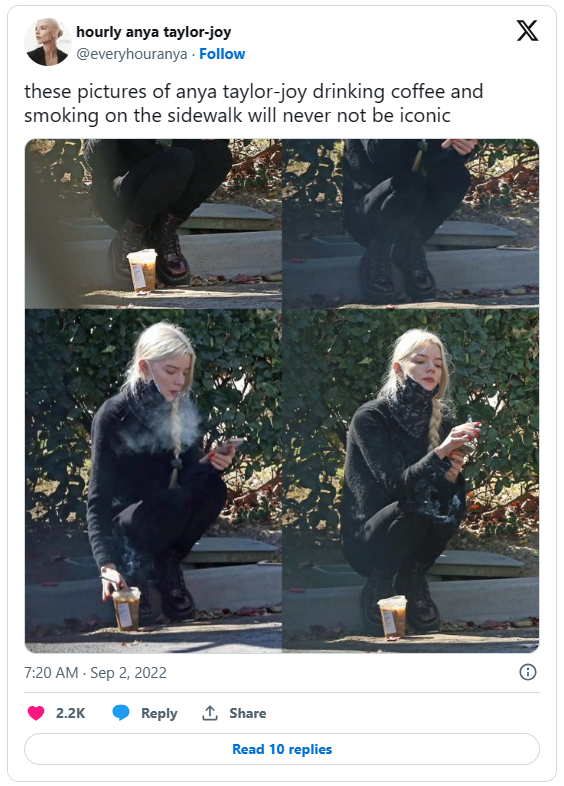 hourly anya taylor-joy
@everyhouranya · Follow
these pictures of anya taylor-joy drinking coffee and
smoking on the sidewalk will never not be iconic
7:20 AM · Sep 2, 2022
2.2K Reply Share
Read 10 replies